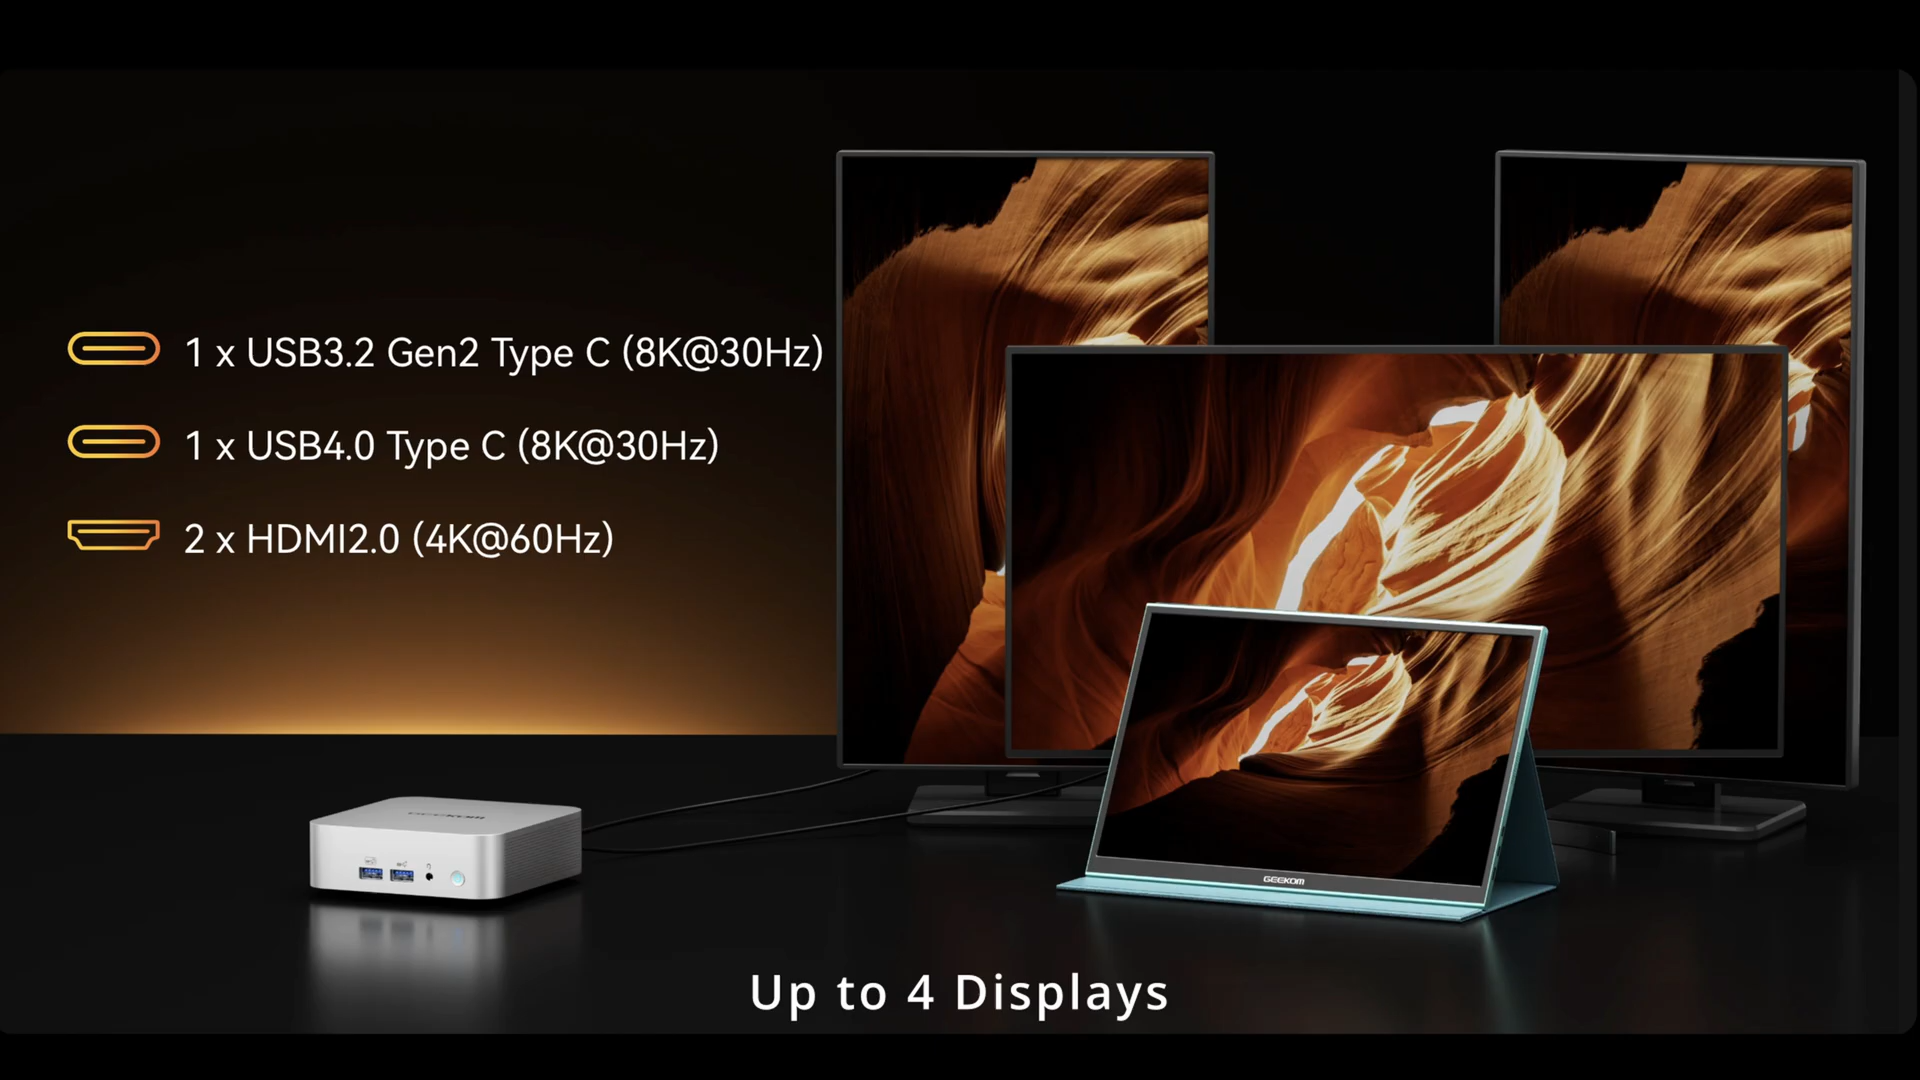 1 x USB3.2 Gen2 Type C (8K@30Hz)
1 x USB4.0 Type C (8K@30Hz)
2 x HDMI2.0 (4K@60Hz)
GEEKOM
GEEKOM
Up to 4 Displays